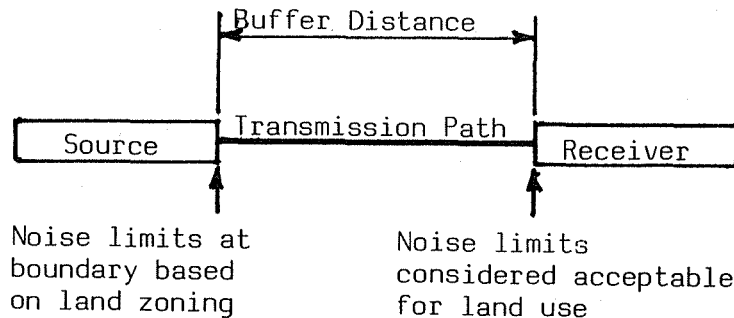 Buffer Distance
Transmission Path
Source
Receiver
Noise limits at
boundary based
on land zoning
Noise limits
considered acceptable
for land use